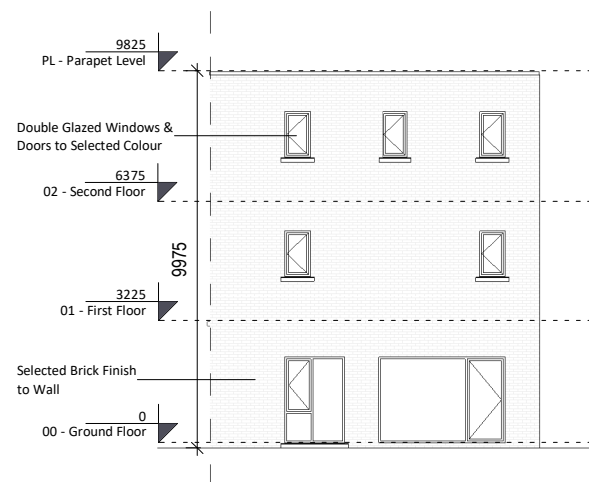 9825
PL - Parapet Level
Double Glazed Windows &
Doors to Selected Colour
6375
02 - Second Floor
9975
3225
01 - First Floor
Selected Brick Finish
to Wall
0
00 - Ground Floor